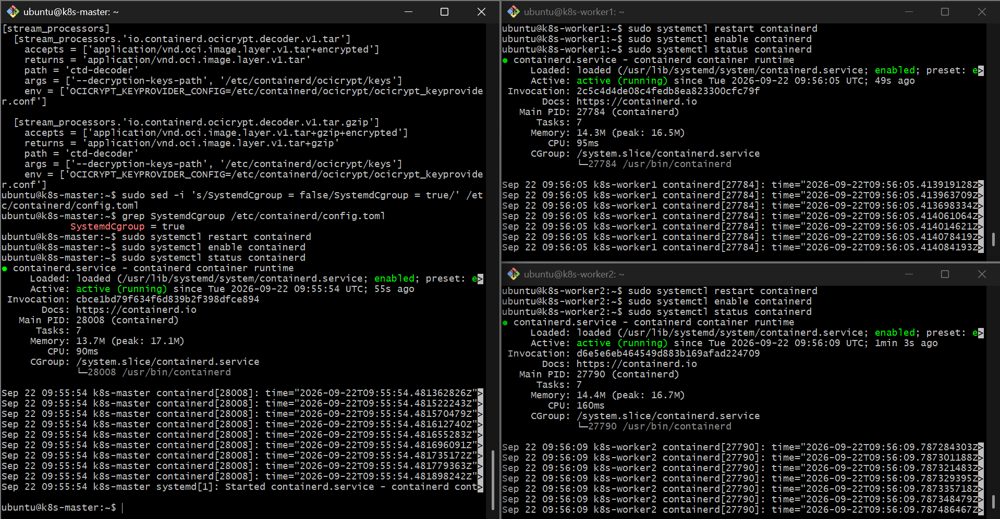 ubuntu@k8s-master: ~
[stream_processors]
  [stream_processors.'io.containerd.ocicrypt.decoder.v1.tar']
    accepts = ['application/vnd.oci.image.layer.v1.tar+encrypted']
    returns = 'application/vnd.oci.image.layer.v1.tar'
    path = 'ctd-decoder'
    args = ['--decryption-keys-path', '/etc/containerd/ocicrypt/keys']
    env = ['OCICRYPT_KEYPROVIDER_CONFIG=/etc/containerd/ocicrypt/ocicrypt_keyprovide
r.conf']
  [stream_processors.'io.containerd.ocicrypt.decoder.v1.tar.gzip']
    accepts = ['application/vnd.oci.image.layer.v1.tar+gzip+encrypted']
    returns = 'application/vnd.oci.image.layer.v1.tar+gzip'
    path = 'ctd-decoder'
    args = ['--decryption-keys-path', '/etc/containerd/ocicrypt/keys']
    env = ['OCICRYPT_KEYPROVIDER_CONFIG=/etc/containerd/ocicrypt/ocicrypt_keyprovide
r.conf']
ubuntu@k8s-master:~$ sudo sed -i 's/SystemdCgroup = false/SystemdCgroup = true/' /et
c/containerd/config.toml
ubuntu@k8s-master:~$ grep SystemdCgroup /etc/containerd/config.toml
            SystemdCgroup = true
ubuntu@k8s-master:~$ sudo systemctl restart containerd
ubuntu@k8s-master:~$ sudo systemctl enable containerd
ubuntu@k8s-master:~$ sudo systemctl status containerd
● containerd.service - containerd container runtime
     Loaded: loaded (/usr/lib/systemd/system/containerd.service; enabled; preset: e>
     Active: active (running) since Tue 2026-09-22 09:55:54 UTC; 55s ago
 Invocation: cbce1bd79f634f6d839b2f398dfce894
       Docs: https://containerd.io
   Main PID: 28008 (containerd)
      Tasks: 7
     Memory: 13.7M (peak: 17.1M)
        CPU: 90ms
     CGroup: /system.slice/containerd.service
             └─28008 /usr/bin/containerd
Sep 22 09:55:54 k8s-master containerd[28008]: time="2026-09-22T09:55:54.481362826Z">
Sep 22 09:55:54 k8s-master containerd[28008]: time="2026-09-22T09:55:54.481522243Z">
Sep 22 09:55:54 k8s-master containerd[28008]: time="2026-09-22T09:55:54.481570479Z">
Sep 22 09:55:54 k8s-master containerd[28008]: time="2026-09-22T09:55:54.481612740Z">
Sep 22 09:55:54 k8s-master containerd[28008]: time="2026-09-22T09:55:54.481655283Z">
Sep 22 09:55:54 k8s-master containerd[28008]: time="2026-09-22T09:55:54.481696091Z">
Sep 22 09:55:54 k8s-master containerd[28008]: time="2026-09-22T09:55:54.481735172Z">
Sep 22 09:55:54 k8s-master containerd[28008]: time="2026-09-22T09:55:54.481779363Z">
Sep 22 09:55:54 k8s-master containerd[28008]: time="2026-09-22T09:55:54.481898242Z">
Sep 22 09:55:54 k8s-master systemd[1]: Started containerd.service - containerd cont>
ubuntu@k8s-master:~$
ubuntu@k8s-worker1: ~
ubuntu@k8s-worker1:~$ sudo systemctl restart containerd
ubuntu@k8s-worker1:~$ sudo systemctl enable containerd
ubuntu@k8s-worker1:~$ sudo systemctl status containerd
● containerd.service - containerd container runtime
     Loaded: loaded (/usr/lib/systemd/system/containerd.service; enabled; preset: e>
     Active: active (running) since Tue 2026-09-22 09:56:05 UTC; 49s ago
 Invocation: 2c5c4d4de08c4fedb8ea823300cfc79f
       Docs: https://containerd.io
   Main PID: 27784 (containerd)
      Tasks: 7
     Memory: 14.3M (peak: 16.5M)
        CPU: 95ms
     CGroup: /system.slice/containerd.service
             └─27784 /usr/bin/containerd
Sep 22 09:56:05 k8s-worker1 containerd[27784]: time="2026-09-22T09:56:05.413919128Z>
Sep 22 09:56:05 k8s-worker1 containerd[27784]: time="2026-09-22T09:56:05.413963709Z>
Sep 22 09:56:05 k8s-worker1 containerd[27784]: time="2026-09-22T09:56:05.413698334Z>
Sep 22 09:56:05 k8s-worker1 containerd[27784]: time="2026-09-22T09:56:05.414061064Z>
Sep 22 09:56:05 k8s-worker1 containerd[27784]: time="2026-09-22T09:56:05.414014621Z>
Sep 22 09:56:05 k8s-worker1 containerd[27784]: time="2026-09-22T09:56:05.414078419Z>
Sep 22 09:56:05 k8s-worker1 containerd[27784]: time="2026-09-22T09:56:05.414084193Z>
ubuntu@k8s-worker2: ~
ubuntu@k8s-worker2:~$ sudo systemctl restart containerd
ubuntu@k8s-worker2:~$ sudo systemctl enable containerd
ubuntu@k8s-worker2:~$ sudo systemctl status containerd
● containerd.service - containerd container runtime
     Loaded: loaded (/usr/lib/systemd/system/containerd.service; enabled; preset: e>
     Active: active (running) since Tue 2026-09-22 09:56:09 UTC; 1min 3s ago
 Invocation: d6e5e6eb464549d883b169afad224709
       Docs: https://containerd.io
   Main PID: 27790 (containerd)
      Tasks: 7
     Memory: 14.4M (peak: 16.7M)
        CPU: 160ms
     CGroup: /system.slice/containerd.service
             └─27790 /usr/bin/containerd
Sep 22 09:56:09 k8s-worker2 containerd[27790]: time="2026-09-22T09:56:09.787284303Z>
Sep 22 09:56:09 k8s-worker2 containerd[27790]: time="2026-09-22T09:56:09.787301188Z>
Sep 22 09:56:09 k8s-worker2 containerd[27790]: time="2026-09-22T09:56:09.787321483Z>
Sep 22 09:56:09 k8s-worker2 containerd[27790]: time="2026-09-22T09:56:09.787329395Z>
Sep 22 09:56:09 k8s-worker2 containerd[27790]: time="2026-09-22T09:56:09.787335718Z>
Sep 22 09:56:09 k8s-worker2 containerd[27790]: time="2026-09-22T09:56:09.787348479Z>
Sep 22 09:56:09 k8s-worker2 containerd[27790]: time="2026-09-22T09:56:09.787486467Z>